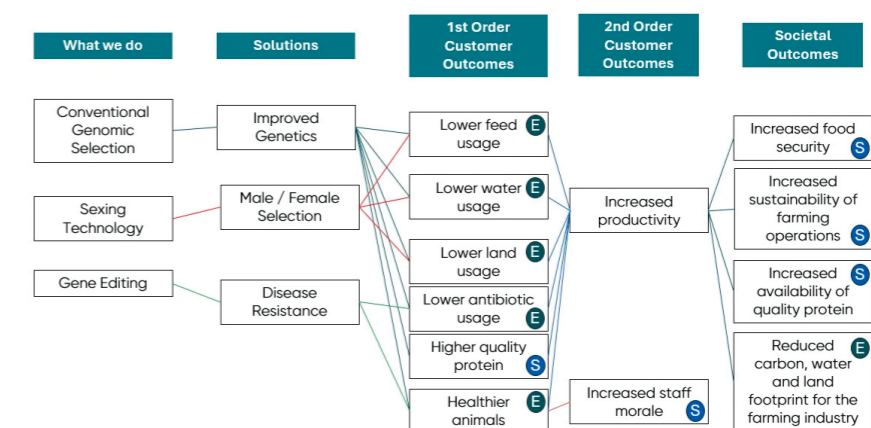 What we do
Solutions
1st Order
Customer
Outcomes
2nd Order
Customer
Outcomes
Societal
Outcomes
Conventional
Genomic
Selection
Sexing
Technology
Gene Editing
Improved
Genetics
Male / Female
Selection
Disease
Resistance
Lower feed
usage
E
Lower water
usage
E
Lower land
usage
E
Lower antibiotic
usage
E
Higher quality
protein
S
Healthier
animals
E
Increased
productivity
Increased staff
morale
S
Increased food
security
S
Increased
sustainability of
farming
operations
S
Increased
availability of
quality protein
S
Reduced
carbon, water
and land
footprint for the
farming industry
E